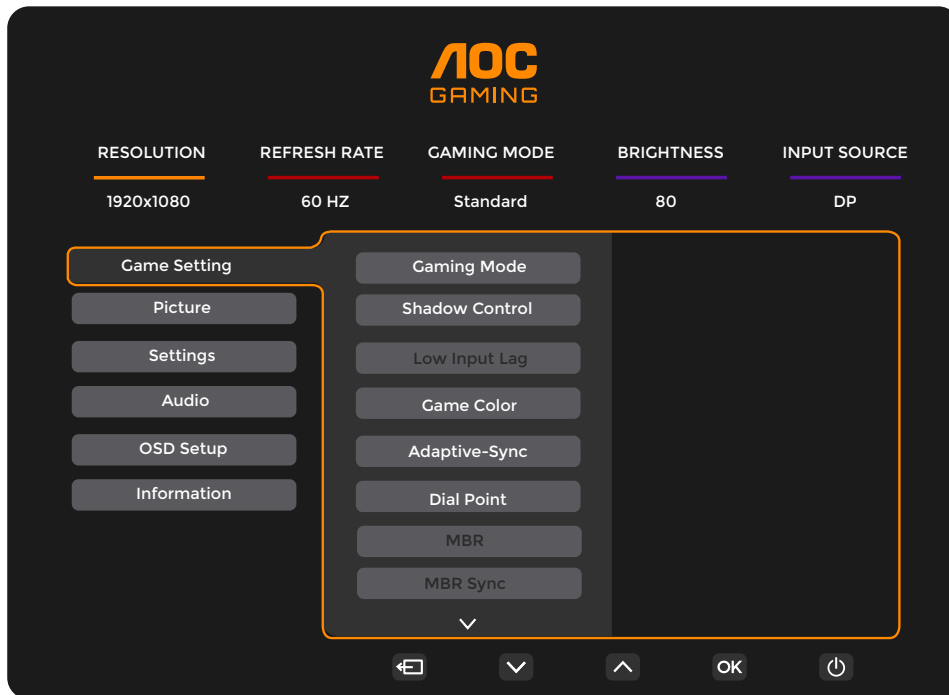 AOC
GAMING
RESOLUTION REFRESH RATE GAMING MODE BRIGHTNESS INPUT SOURCE
1920x1080 60 HZ Standard 80 DP
Game Setting
Picture
Settings
Audio
OSD Setup
Information
Gaming Mode
Shadow Control
Low Input Lag
Game Color
Adaptive-Sync
Dial Point
MBR
MBR Sync
OK